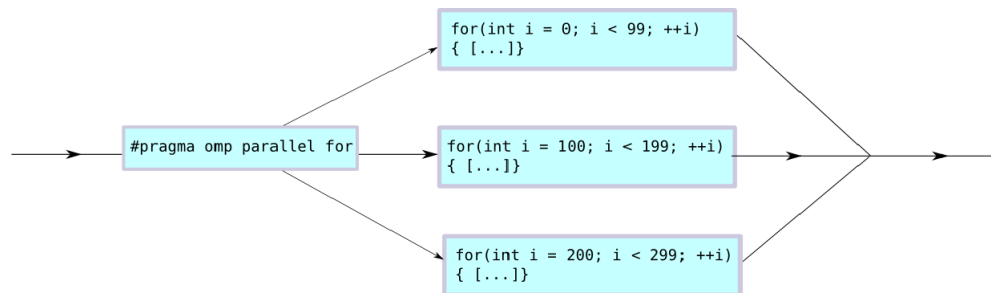 for(int i = 0; i < 99; ++i)
{ [...]}
#pragma omp parallel for
for(int i = 100; i < 199; ++i)
{ [...]}
for(int i = 200; i < 299; ++i)
{ [...]}